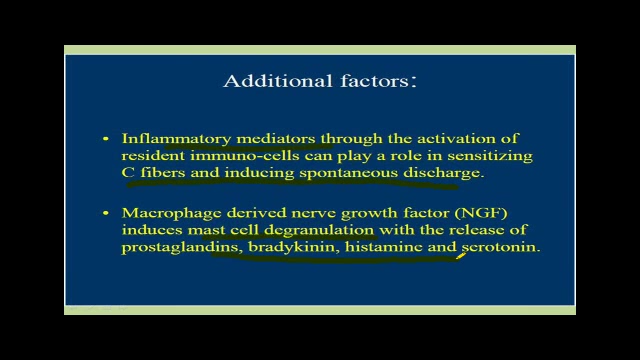 Additional factors:
• Inflammatory mediators through the activation of
resident immuno-cells can play a role in sensitizing
C fibers and inducing spontaneous discharge.
• Macrophage derived nerve growth factor (NGF)
induces mast cell degranulation with the release of
prostaglandins, bradykinin, histamine and serotonin.